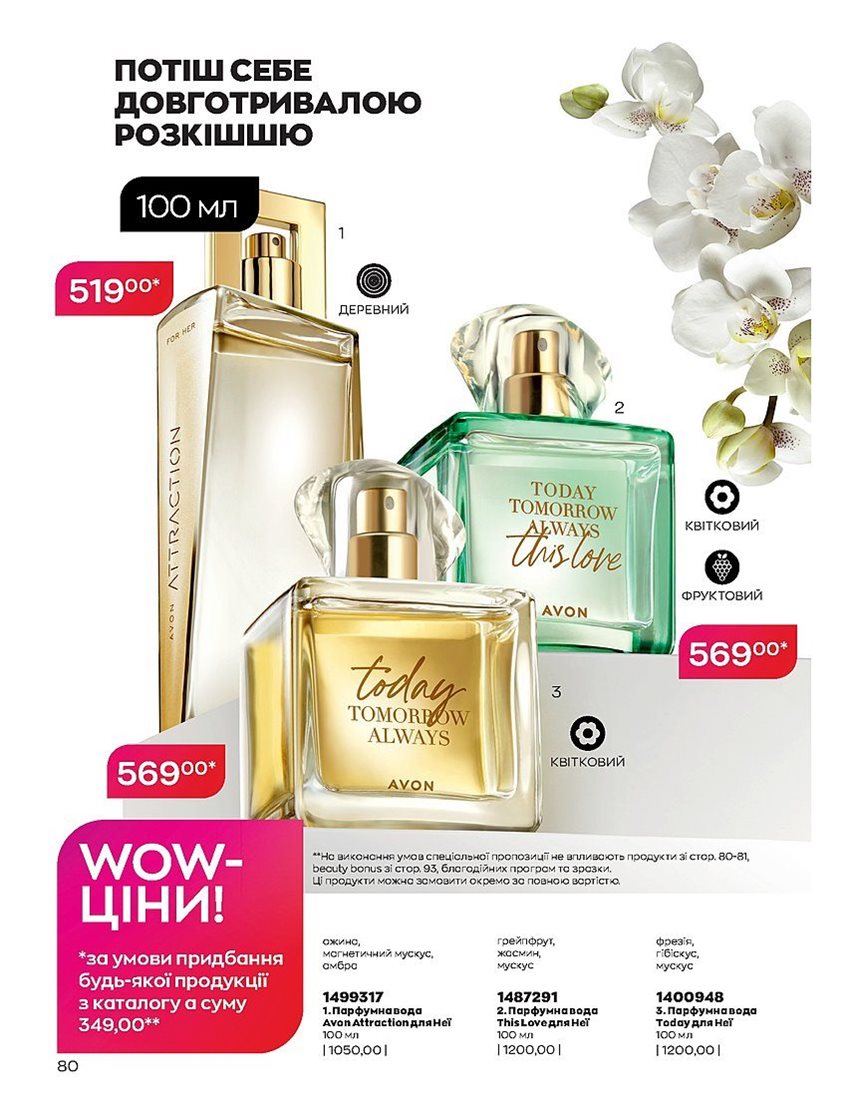 ПОТІШ СЕБЕ
ДОВГОТРИВАЛОЮ
РОЗКІШШЮ
100 МЛ
1
519⁰⁰*
ДЕРЕВНИЙ
FOR HER
AVON ATTRACTION
2
TODAY
TOMORROW
ALWAYS
this love
AVON
КВІТКОВИЙ
ФРУКТОВИЙ
569⁰⁰*
today
TOMORROW
ALWAYS
AVON
3
КВІТКОВИЙ
569⁰⁰*
WOW-
ЦІНИ!
*за умови придбання
будь-якої продукції
з каталогу а суму
349,00**
**На виконання умов спеціальної пропозиції не впливають продукти зі стор. 80-81,
beauty bonus зі стор. 93, благодійних програм та зразки.
Ці продукти можна замовити окремо за повною вартістю.
ожина,
магнетичний мускус,
амбра
1499317
1. Парфумна вода
Avon Attraction для Неї
100 мл
| 1050,00 |
грейпфрут,
жасмин,
мускус
1487291
2. Парфумна вода
This Love для Неї
100 мл
| 1200,00 |
фрезія,
гібіскус,
мускус
1400948
3. Парфумна вода
Today для Неї
100 мл
| 1200,00 |
80